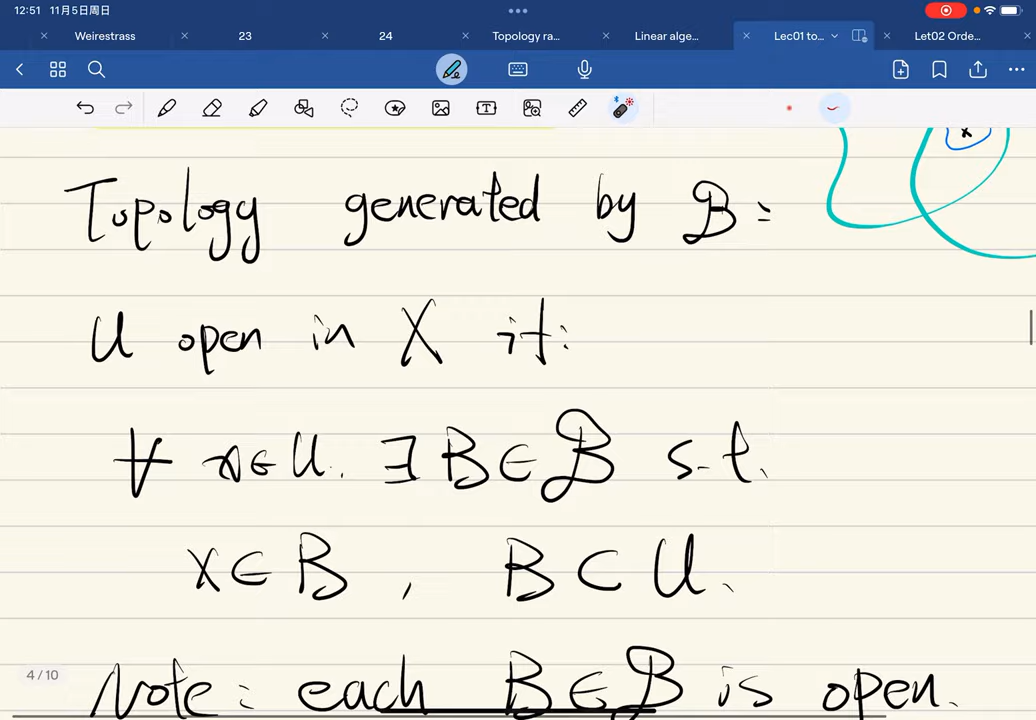 12:51 11月5日周日
Weirestrass 23 24 Topology ra... Linear alge... Lec01 to... Let02 Orde...
Topology generated by ℬ :
U open in X if:
∀ x∈U. ∃ B∈ℬ s.t.
x∈B , B⊂U.
4/10
Note: each B∈ℬ is open.
x